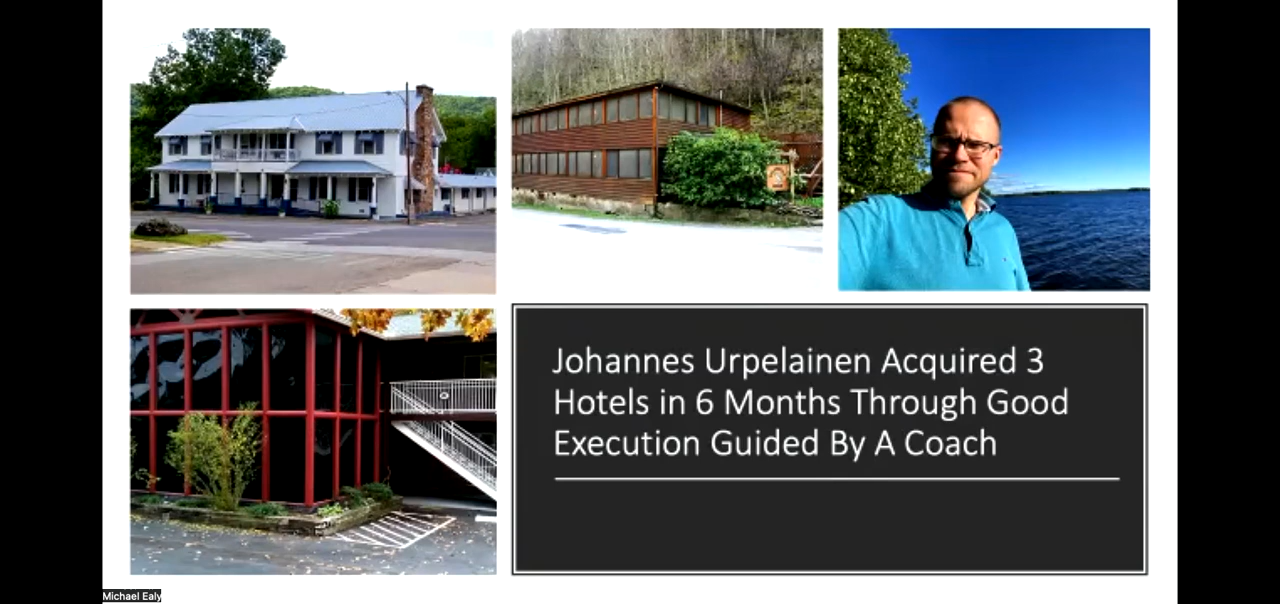 Johannes Urpelainen Acquired 3
Hotels in 6 Months Through Good
Execution Guided By A Coach
Michael Ealy